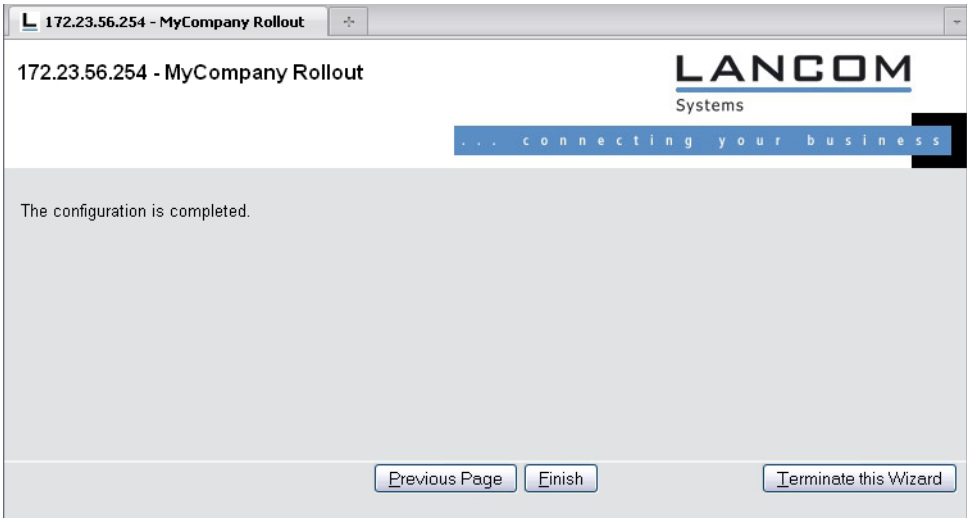 172.23.56.254 - MyCompany Rollout
172.23.56.254 - MyCompany Rollout
LANCOM
Systems
... connecting your business
The configuration is completed.
Previous Page Finish Terminate this Wizard